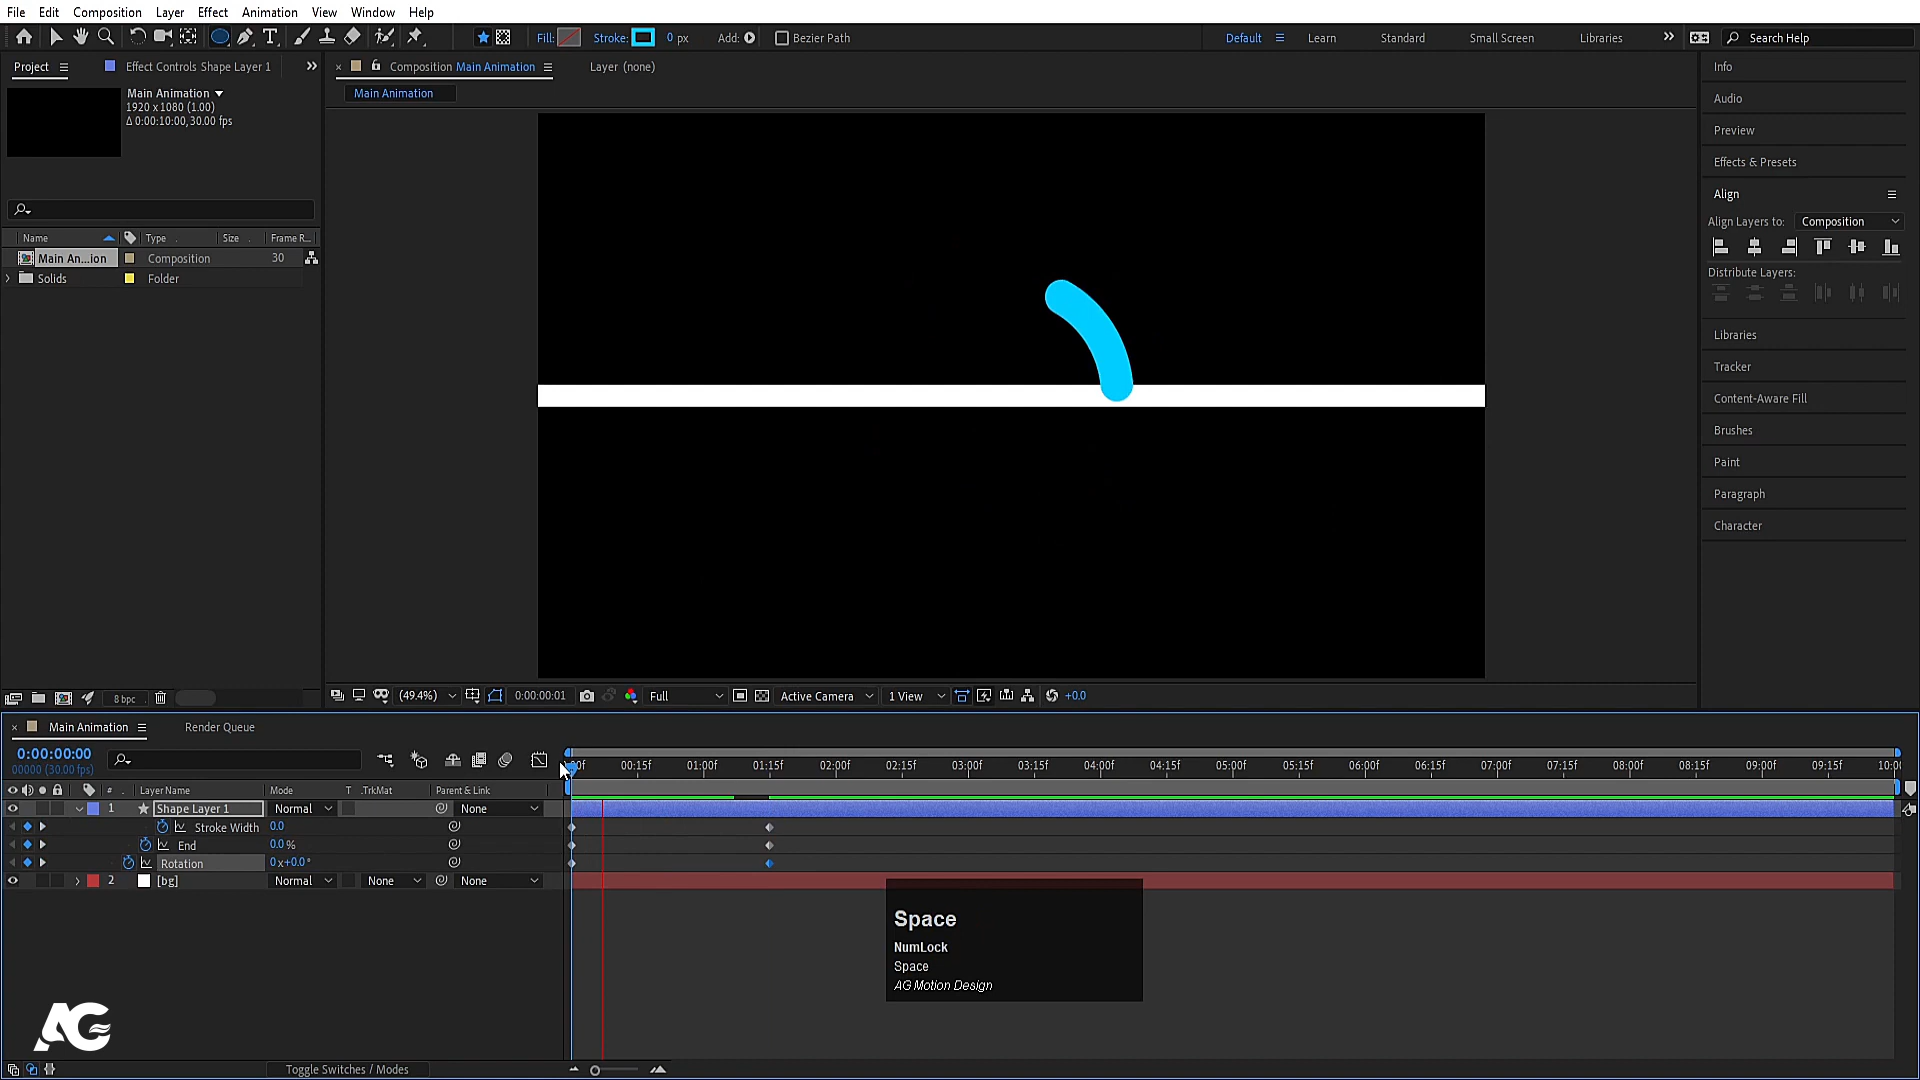 File Edit Composition Layer Effect Animation View Window Help
Fill: Stroke: 0 px Add: Bezier Path Default Learn Standard Small Screen Libraries Search Help
Project Effect Controls Shape Layer 1 Composition Main Animation Layer (none) Info
Main Animation
Main Animation
1920 x 1080 (1.00)
Δ 0:00:10:00, 30.00 fps
Audio
Preview
Effects & Presets
Align
Align Layers to: Composition
Distribute Layers:
Libraries
Tracker
Content-Aware Fill
Brushes
Paint
Paragraph
Character
Name Type Size Frame R...
Main An...ion Composition 30
Solids Folder
8 bpc (49.4%) 0:00:00:01 Full Active Camera 1 View +0.0
Main Animation Render Queue
0:00:00:00
00000 (30.00 fps)
00:15f 01:00f 01:15f 02:00f 02:15f 03:00f 03:15f 04:00f 04:15f 05:00f 05:15f 06:00f 06:15f 07:00f 07:15f 08:00f 08:15f 09:00f 09:15f 10:0
# Layer Name Mode T .TrkMat Parent & Link
1 Shape Layer 1 Normal None
Stroke Width 0.0
End 0.0 %
Rotation 0x+0.0°
2 [bg] Normal None None
Space
NumLock
Space
AG Motion Design
AG
Toggle Switches / Modes